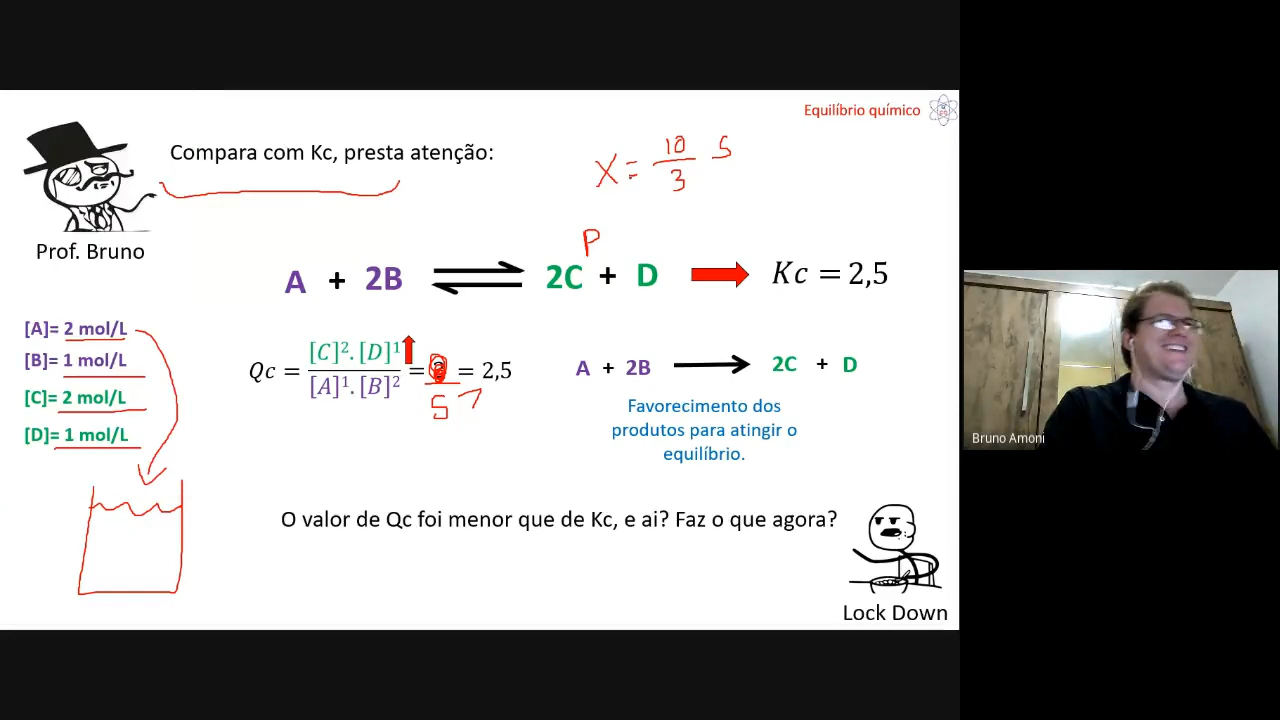 Equilíbrio químico
Compara com Kc, presta atenção:
X = 10/3 S
Prof. Bruno
P
A + 2B ⇌ 2C + D Kc = 2,5
[A]= 2 mol/L
[B]= 1 mol/L
[C]= 2 mol/L
[D]= 1 mol/L
Qc = [C]². [D]¹ / [A]¹. [B]² = = 2,5
5 7
A + 2B → 2C + D
Favorecimento dos
produtos para atingir o
equilíbrio.
Bruno Amoni
O valor de Qc foi menor que de Kc, e ai? Faz o que agora?
Lock Down